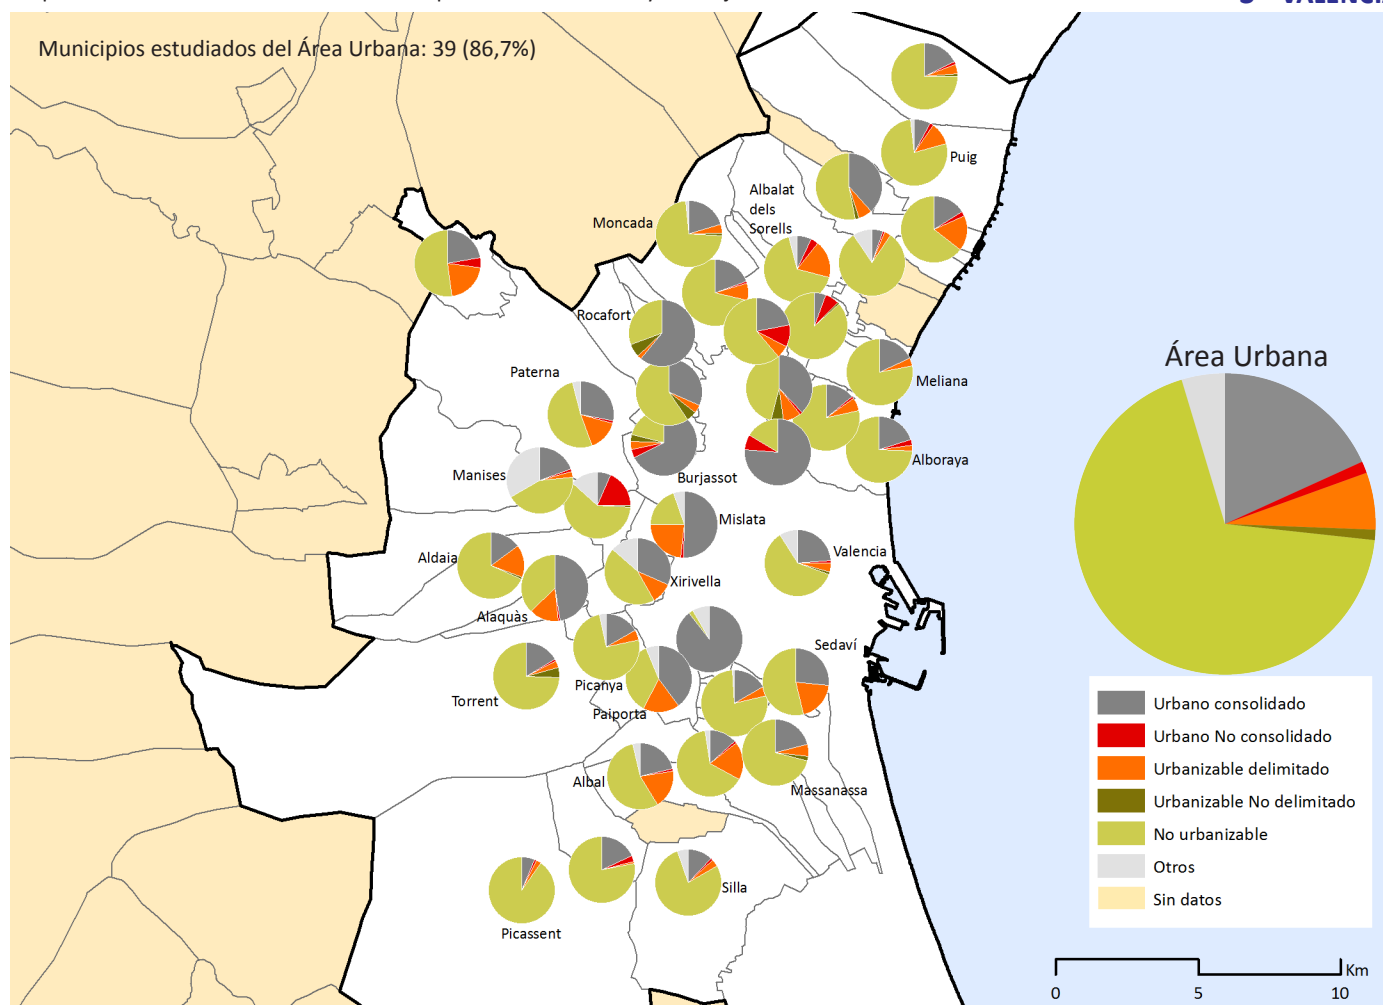 Municipios estudiados del Área Urbana: 39 (86,7%)
Puig
Albalat
dels
Sorells
Moncada
Rocafort
Paterna
Meliana
Manises
Burjassot
Alboraya
Mislata
Aldaia
Xirivella
Valencia
Alaquàs
Sedaví
Torrent
Picanya
Paiporta
Albal
Massanassa
Silla
Picassent
Área Urbana
Urbano consolidado
Urbano No consolidado
Urbanizable delimitado
Urbanizable No delimitado
No urbanizable
Otros
Sin datos
Km
0 5 10